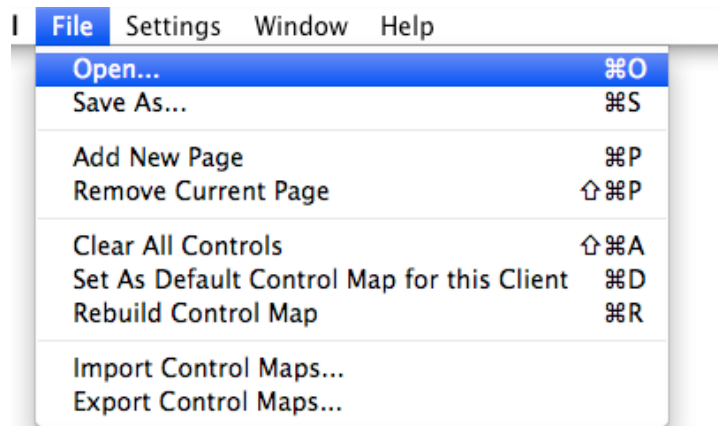 File Settings Window Help
Open... ⌘O
Save As... ⌘S
Add New Page ⌘P
Remove Current Page ⇧⌘P
Clear All Controls ⇧⌘A
Set As Default Control Map for this Client ⌘D
Rebuild Control Map ⌘R
Import Control Maps...
Export Control Maps...